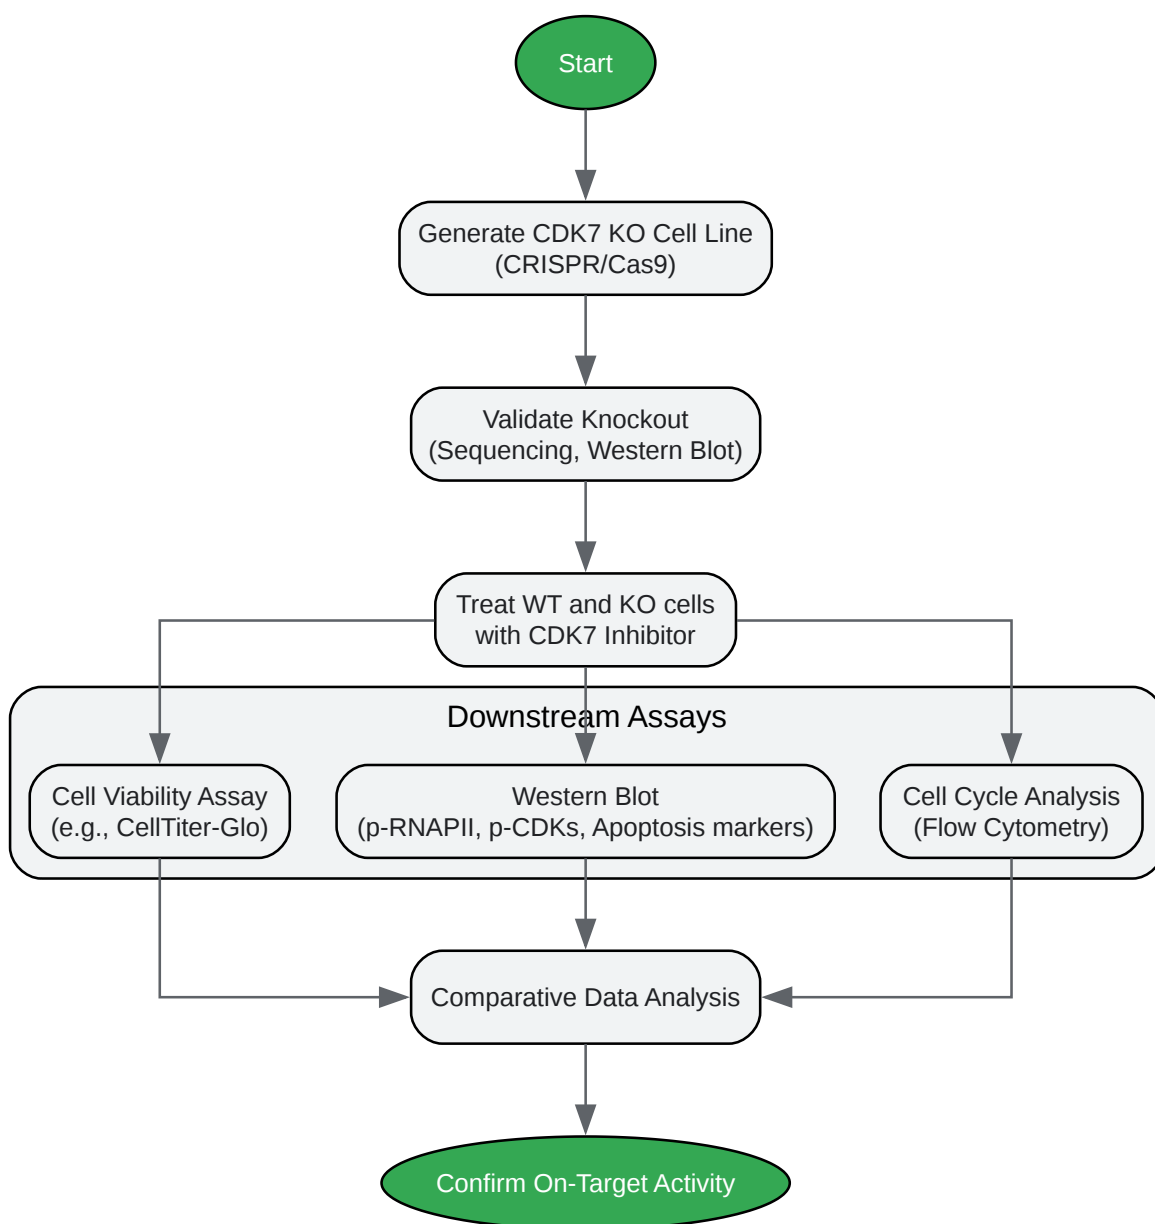 Start
Generate CDK7 KO Cell Line
(CRISPR/Cas9)
Validate Knockout
(Sequencing, Western Blot)
Treat WT and KO cells
with CDK7 Inhibitor
Downstream Assays
Cell Viability Assay
(e.g., CellTiter-Glo)
Western Blot
(p-RNAPII, p-CDKs, Apoptosis markers)
Cell Cycle Analysis
(Flow Cytometry)
Comparative Data Analysis
Confirm On-Target Activity